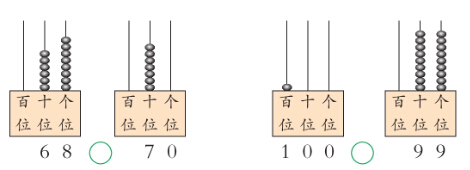 百 十 个 百 十 个 百 十 个 百 十 个
位 位 位 位 位 位 位 位 位 位 位 位
6 8 ○ 7 0 1 0 0 ○ 9 9